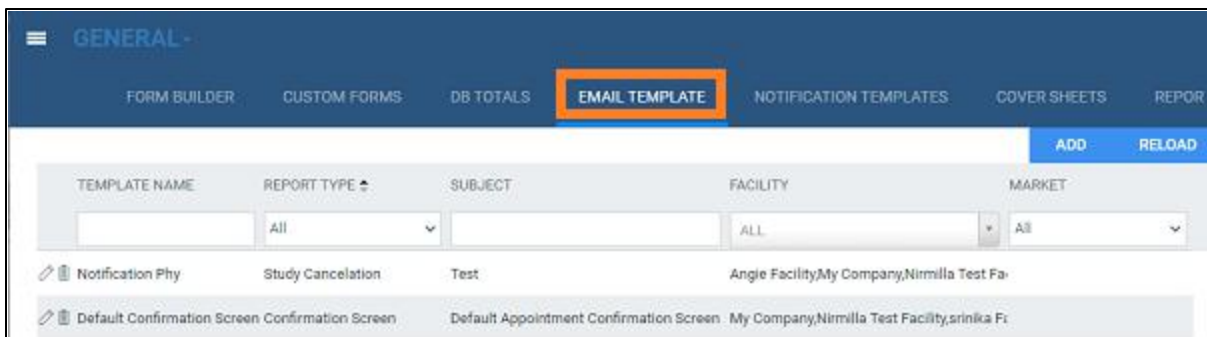 GENERAL-
FORM BUILDER CUSTOM FORMS DB TOTALS EMAIL TEMPLATE NOTIFICATION TEMPLATES COVER SHEETS REPOR
ADD RELOAD
TEMPLATE NAME REPORT TYPE SUBJECT FACILITY MARKET
All ALL All
Notification Phy Study Cancelation Test Angie Facility,My Company,Nirmilla Test Fa
Default Confirmation Screen Confirmation Screen Default Appointment Confirmation Screen My Company,Nirmilla Test Facility,srinika Fa